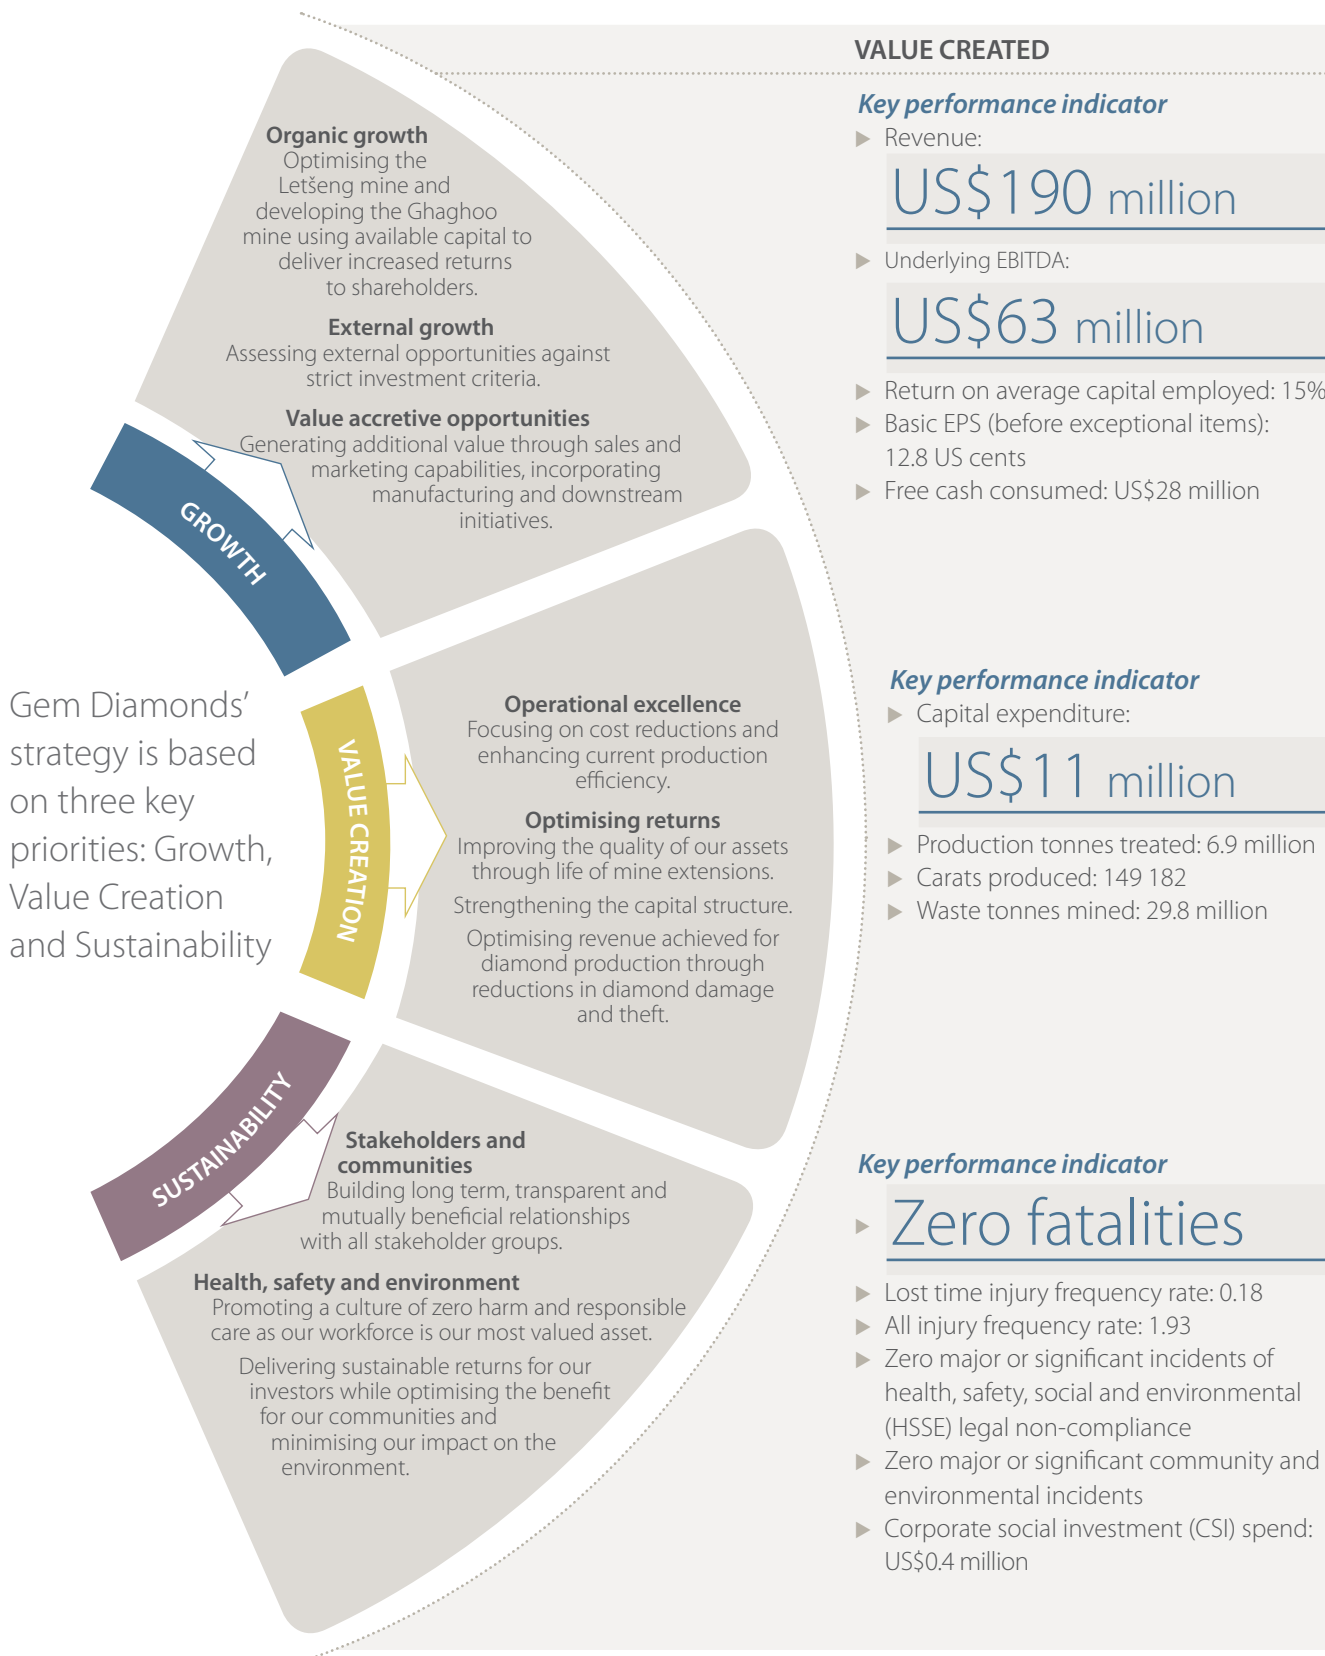 Gem Diamonds’
strategy is based
on three key
priorities: Growth,
Value Creation
and Sustainability
GROWTH
Organic growth
Optimising the
Letšeng mine and
developing the Ghaghoo
mine using available capital to
deliver increased returns
to shareholders.
External growth
Assessing external opportunities against
strict investment criteria.
Value accretive opportunities
Generating additional value through sales and
marketing capabilities, incorporating
manufacturing and downstream
initiatives.
VALUE CREATION
Operational excellence
Focusing on cost reductions and
enhancing current production
efficiency.
Optimising returns
Improving the quality of our assets
through life of mine extensions.
Strengthening the capital structure.
Optimising revenue achieved for
diamond production through
reductions in diamond damage
and theft.
SUSTAINABILITY
Stakeholders and
communities
Building long term, transparent and
mutually beneficial relationships
with all stakeholder groups.
Health, safety and environment
Promoting a culture of zero harm and responsible
care as our workforce is our most valued asset.
Delivering sustainable returns for our
investors while optimising the benefit
for our communities and
minimising our impact on the
environment.
VALUE CREATED
Key performance indicator
Revenue:
US$190 million
Underlying EBITDA:
US$63 million
Return on average capital employed: 15%
Basic EPS (before exceptional items):
12.8 US cents
Free cash consumed: US$28 million
Key performance indicator
Capital expenditure:
US$11 million
Production tonnes treated: 6.9 million
Carats produced: 149 182
Waste tonnes mined: 29.8 million
Key performance indicator
Zero fatalities
Lost time injury frequency rate: 0.18
All injury frequency rate: 1.93
Zero major or significant incidents of
health, safety, social and environmental
(HSSE) legal non-compliance
Zero major or significant community and
environmental incidents
Corporate social investment (CSI) spend:
US$0.4 million